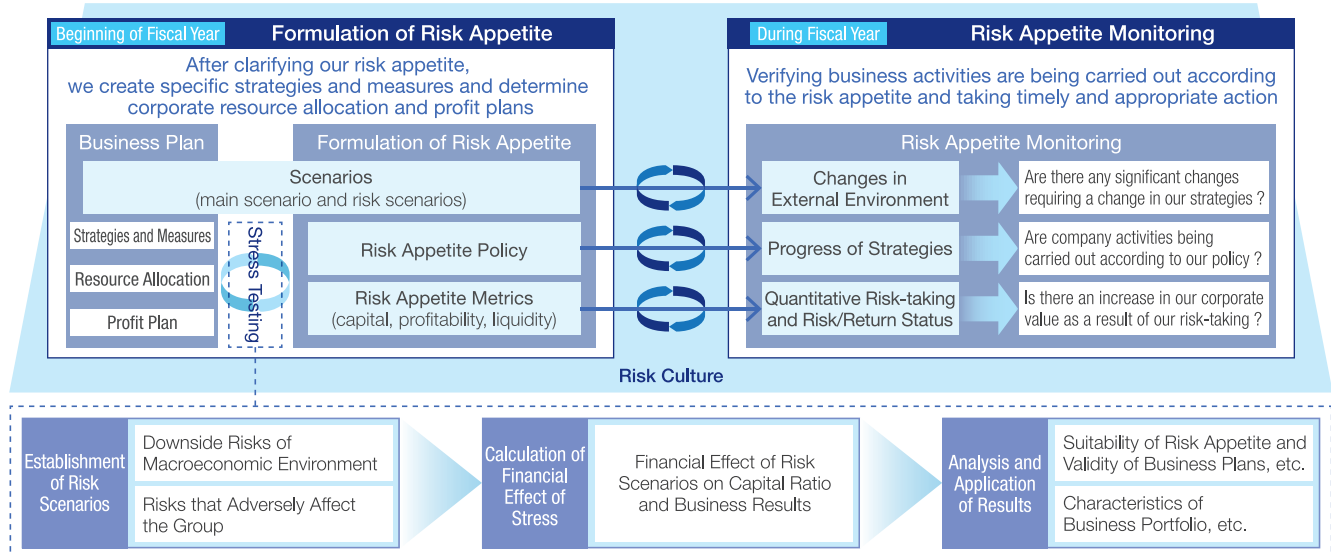 Beginning of Fiscal Year
Formulation of Risk Appetite
After clarifying our risk appetite,
we create specific strategies and measures and determine
corporate resource allocation and profit plans
Business Plan
Formulation of Risk Appetite
Scenarios
(main scenario and risk scenarios)
Strategies and Measures
Resource Allocation
Profit Plan
Stress Testing
Risk Appetite Policy
Risk Appetite Metrics
(capital, profitability, liquidity)
During Fiscal Year
Risk Appetite Monitoring
Verifying business activities are being carried out according
to the risk appetite and taking timely and appropriate action
Risk Appetite Monitoring
Changes in
External Environment
Are there any significant changes
requiring a change in our strategies ?
Progress of Strategies
Are company activities being
carried out according to our policy ?
Quantitative Risk-taking
and Risk/Return Status
Is there an increase in our corporate
value as a result of our risk-taking ?
Risk Culture
Establishment
of Risk
Scenarios
Downside Risks of
Macroeconomic Environment
Risks that Adversely Affect
the Group
Calculation of
Financial
Effect of
Stress
Financial Effect of Risk
Scenarios on Capital Ratio
and Business Results
Analysis and
Application
of Results
Suitability of Risk Appetite and
Validity of Business Plans, etc.
Characteristics of
Business Portfolio, etc.